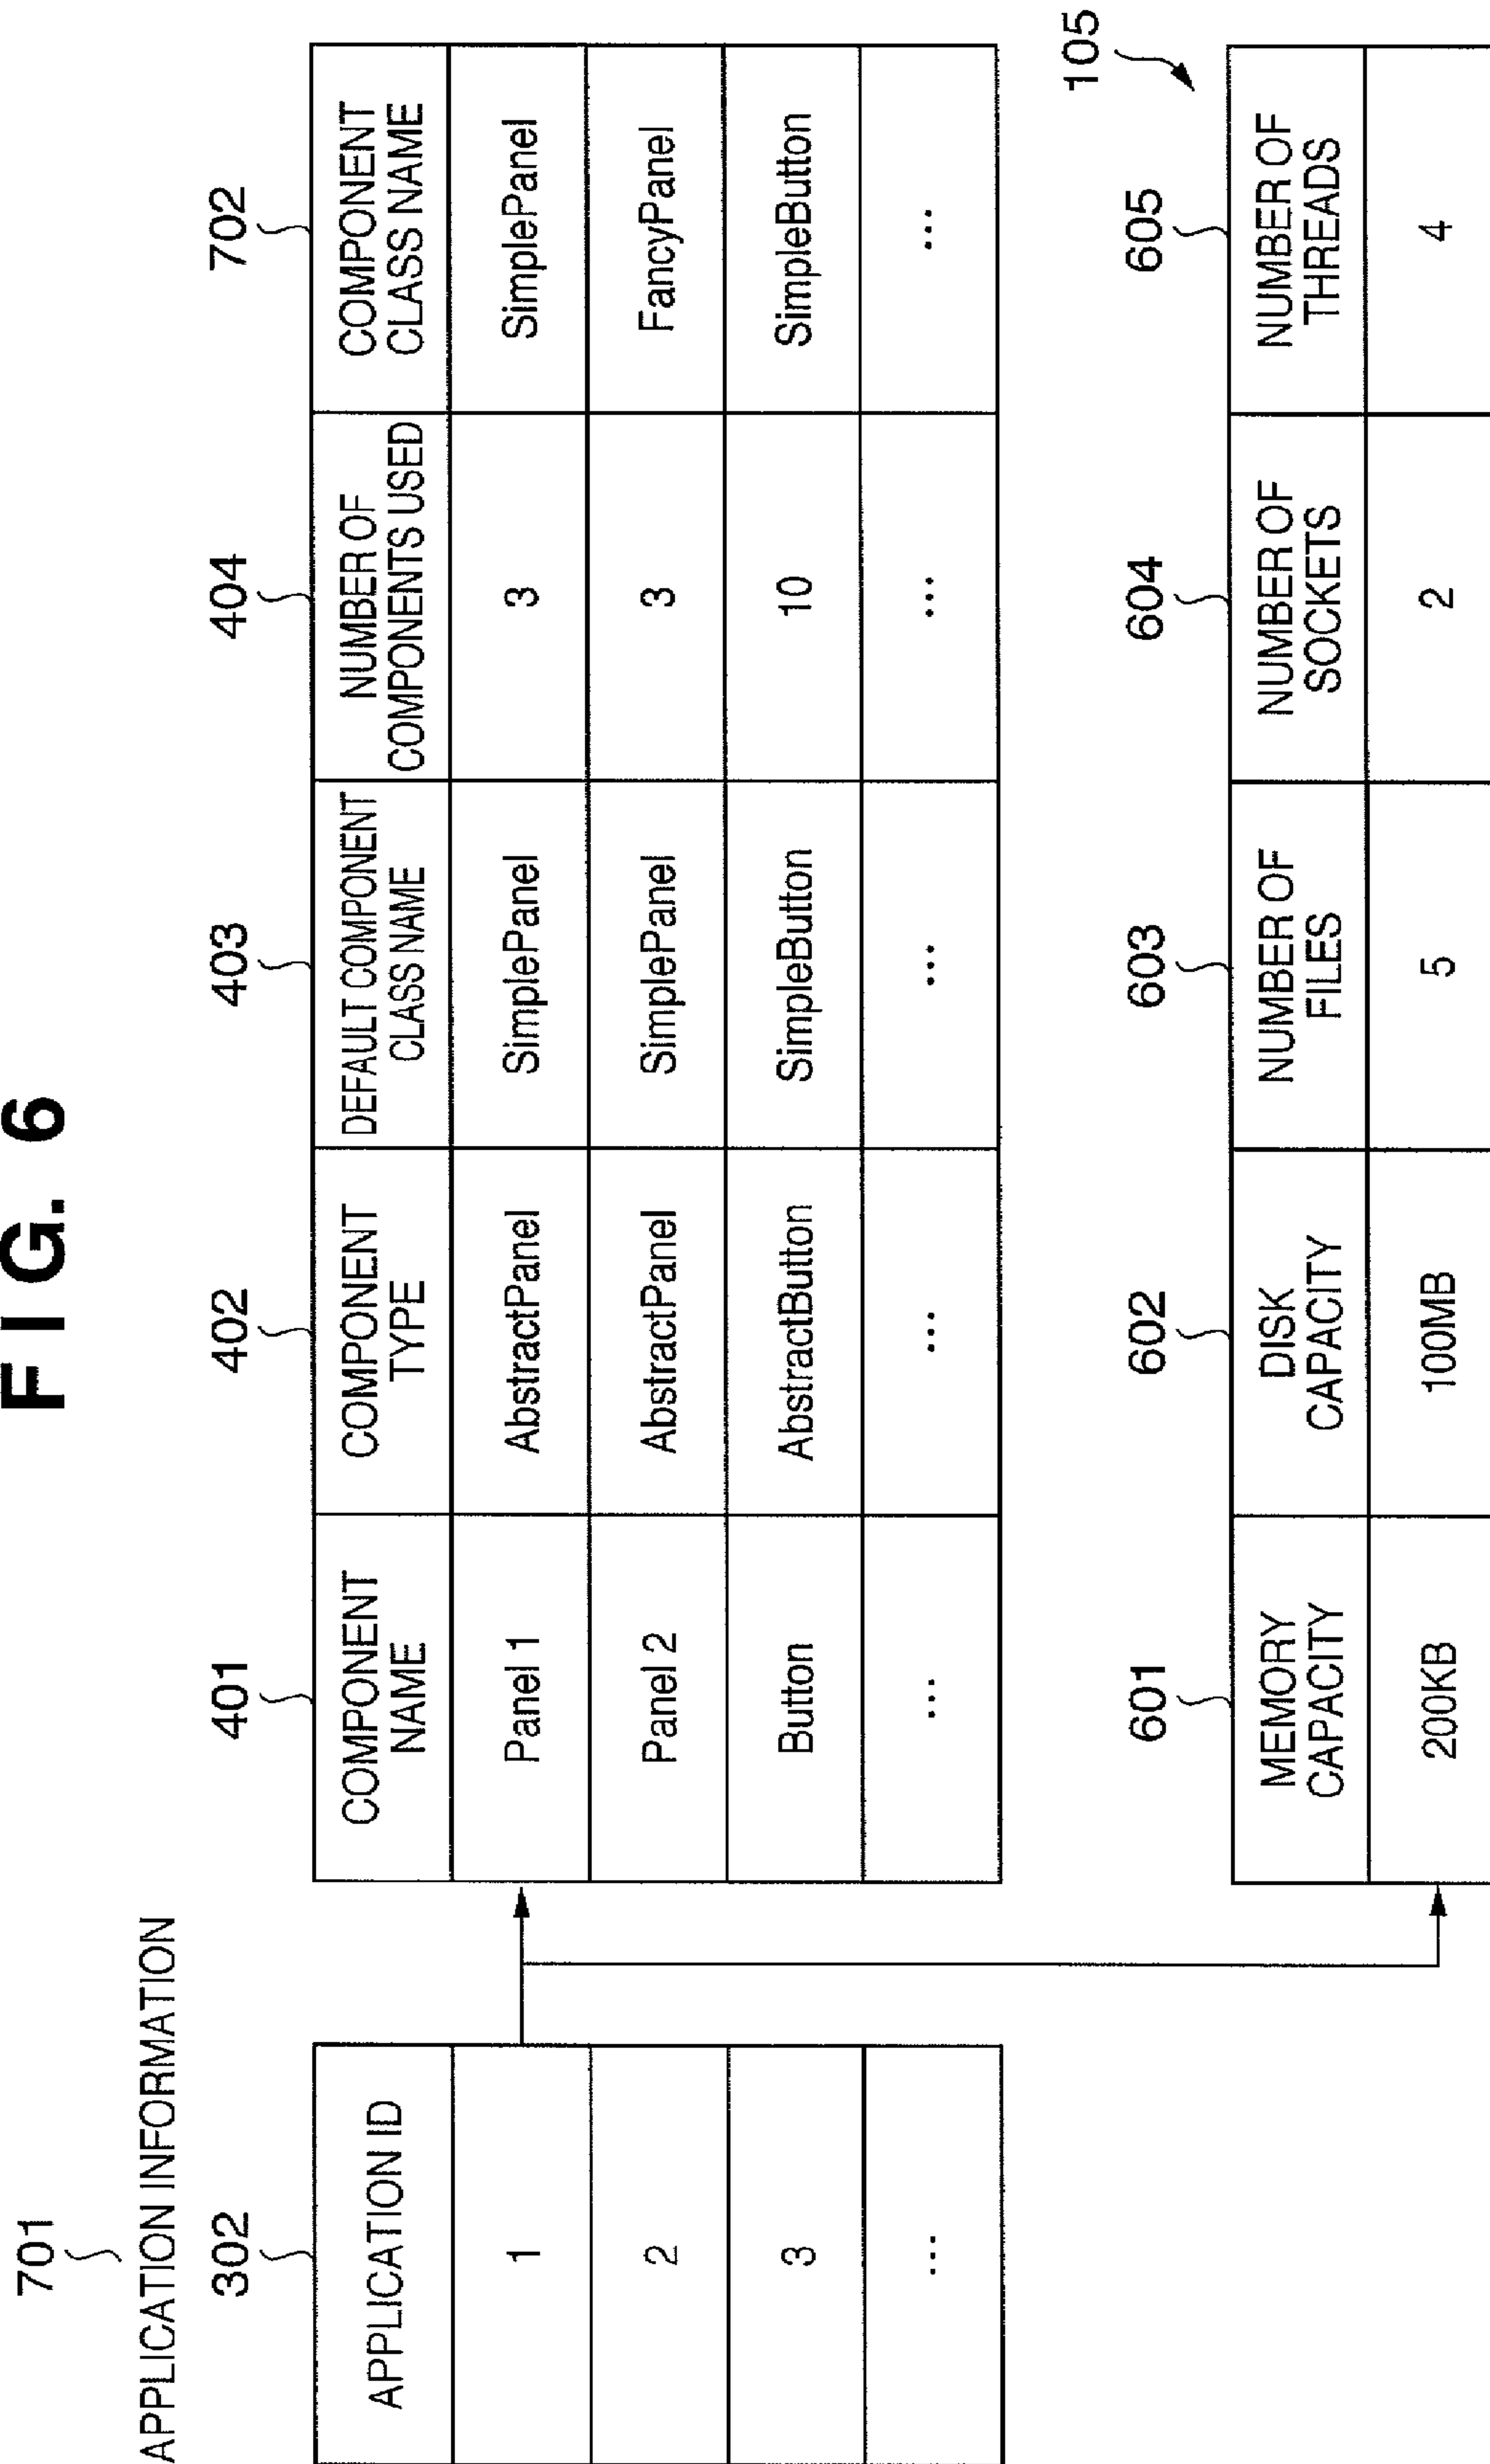 FIG. 6
701
APPLICATION INFORMATION
302
APPLICATION ID
1
2
3
...
401
402
403
404
702
COMPONENT
NAME
COMPONENT
TYPE
DEFAULT COMPONENT
CLASS NAME
NUMBER OF
COMPONENTS USED
COMPONENT
CLASS NAME
Panel 1
AbstractPanel
SimplePanel
3
SimplePanel
Panel 2
AbstractPanel
SimplePanel
3
FancyPanel
Button
AbstractButton
SimpleButton
10
SimpleButton
...
...
...
...
...
105
601
602
603
604
605
MEMORY
CAPACITY
DISK
CAPACITY
NUMBER OF
FILES
NUMBER OF
SOCKETS
NUMBER OF
THREADS
200KB
100MB
5
2
4